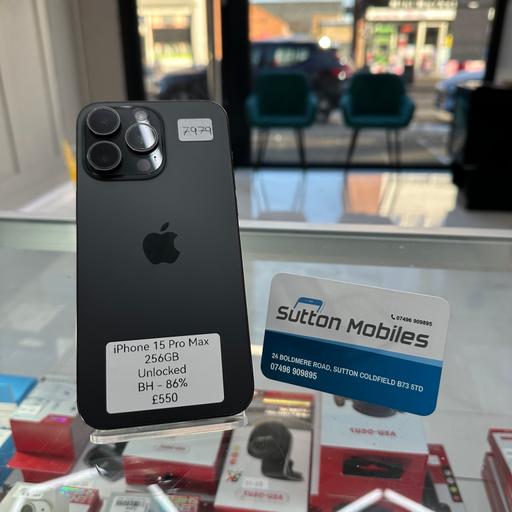 7979
iPhone 15 Pro Max
256GB
Unlocked
BH - 86%
£550
07496 909895
Sutton Mobiles
24 BOLDMERE ROAD, SUTTON COLDFIELD B73 5TD
07496 909895